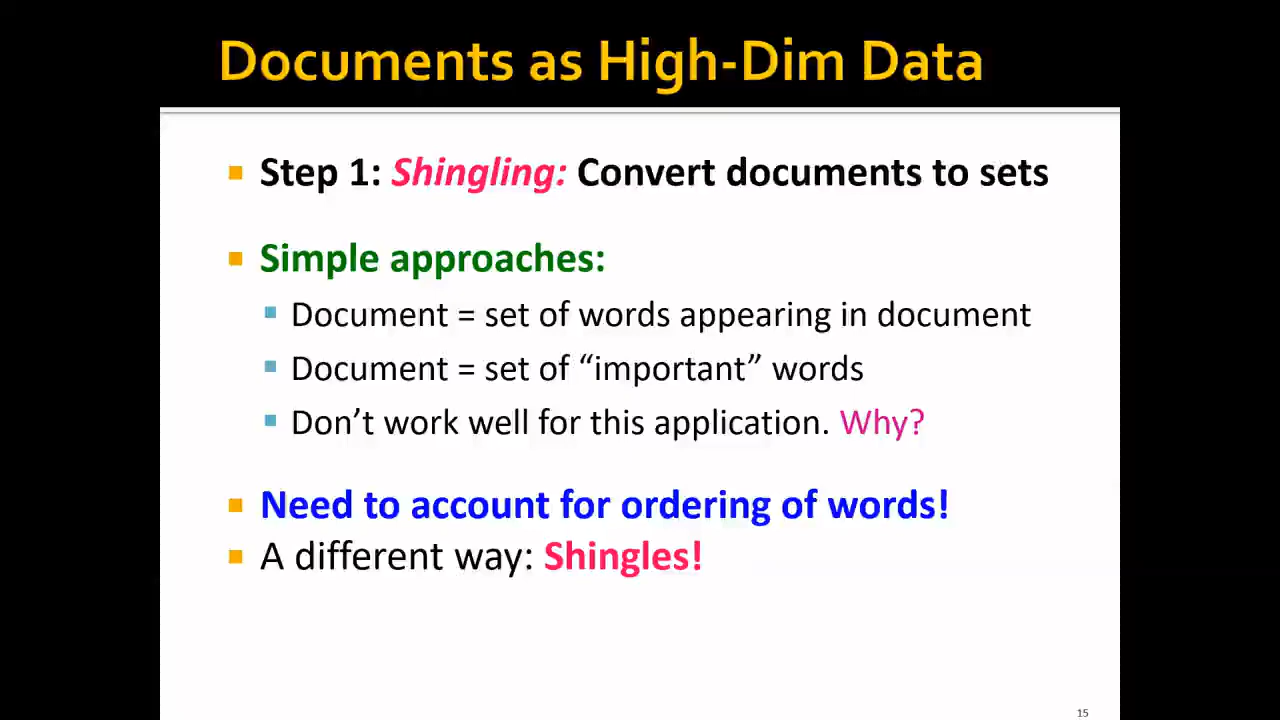 Documents as High-Dim Data
Step 1: Shingling: Convert documents to sets
Simple approaches:
Document = set of words appearing in document
Document = set of “important” words
Don’t work well for this application. Why?
Need to account for ordering of words!
A different way: Shingles!
15